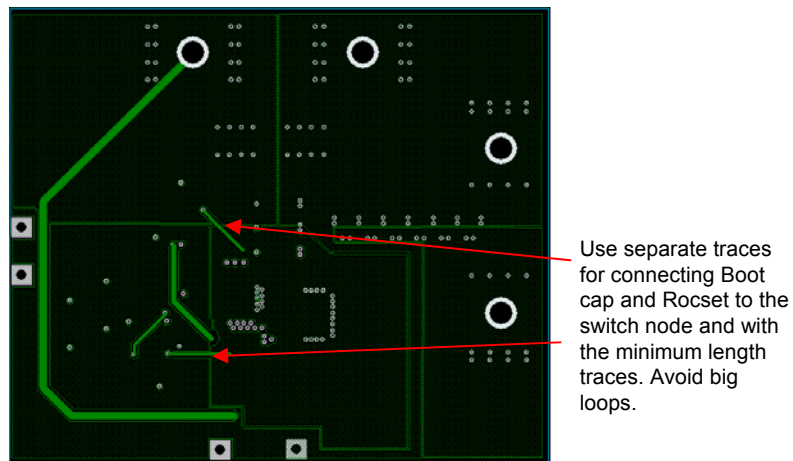 Use separate traces
for connecting Boot
cap and Rocset to the
switch node and with
the minimum length
traces. Avoid big
loops.